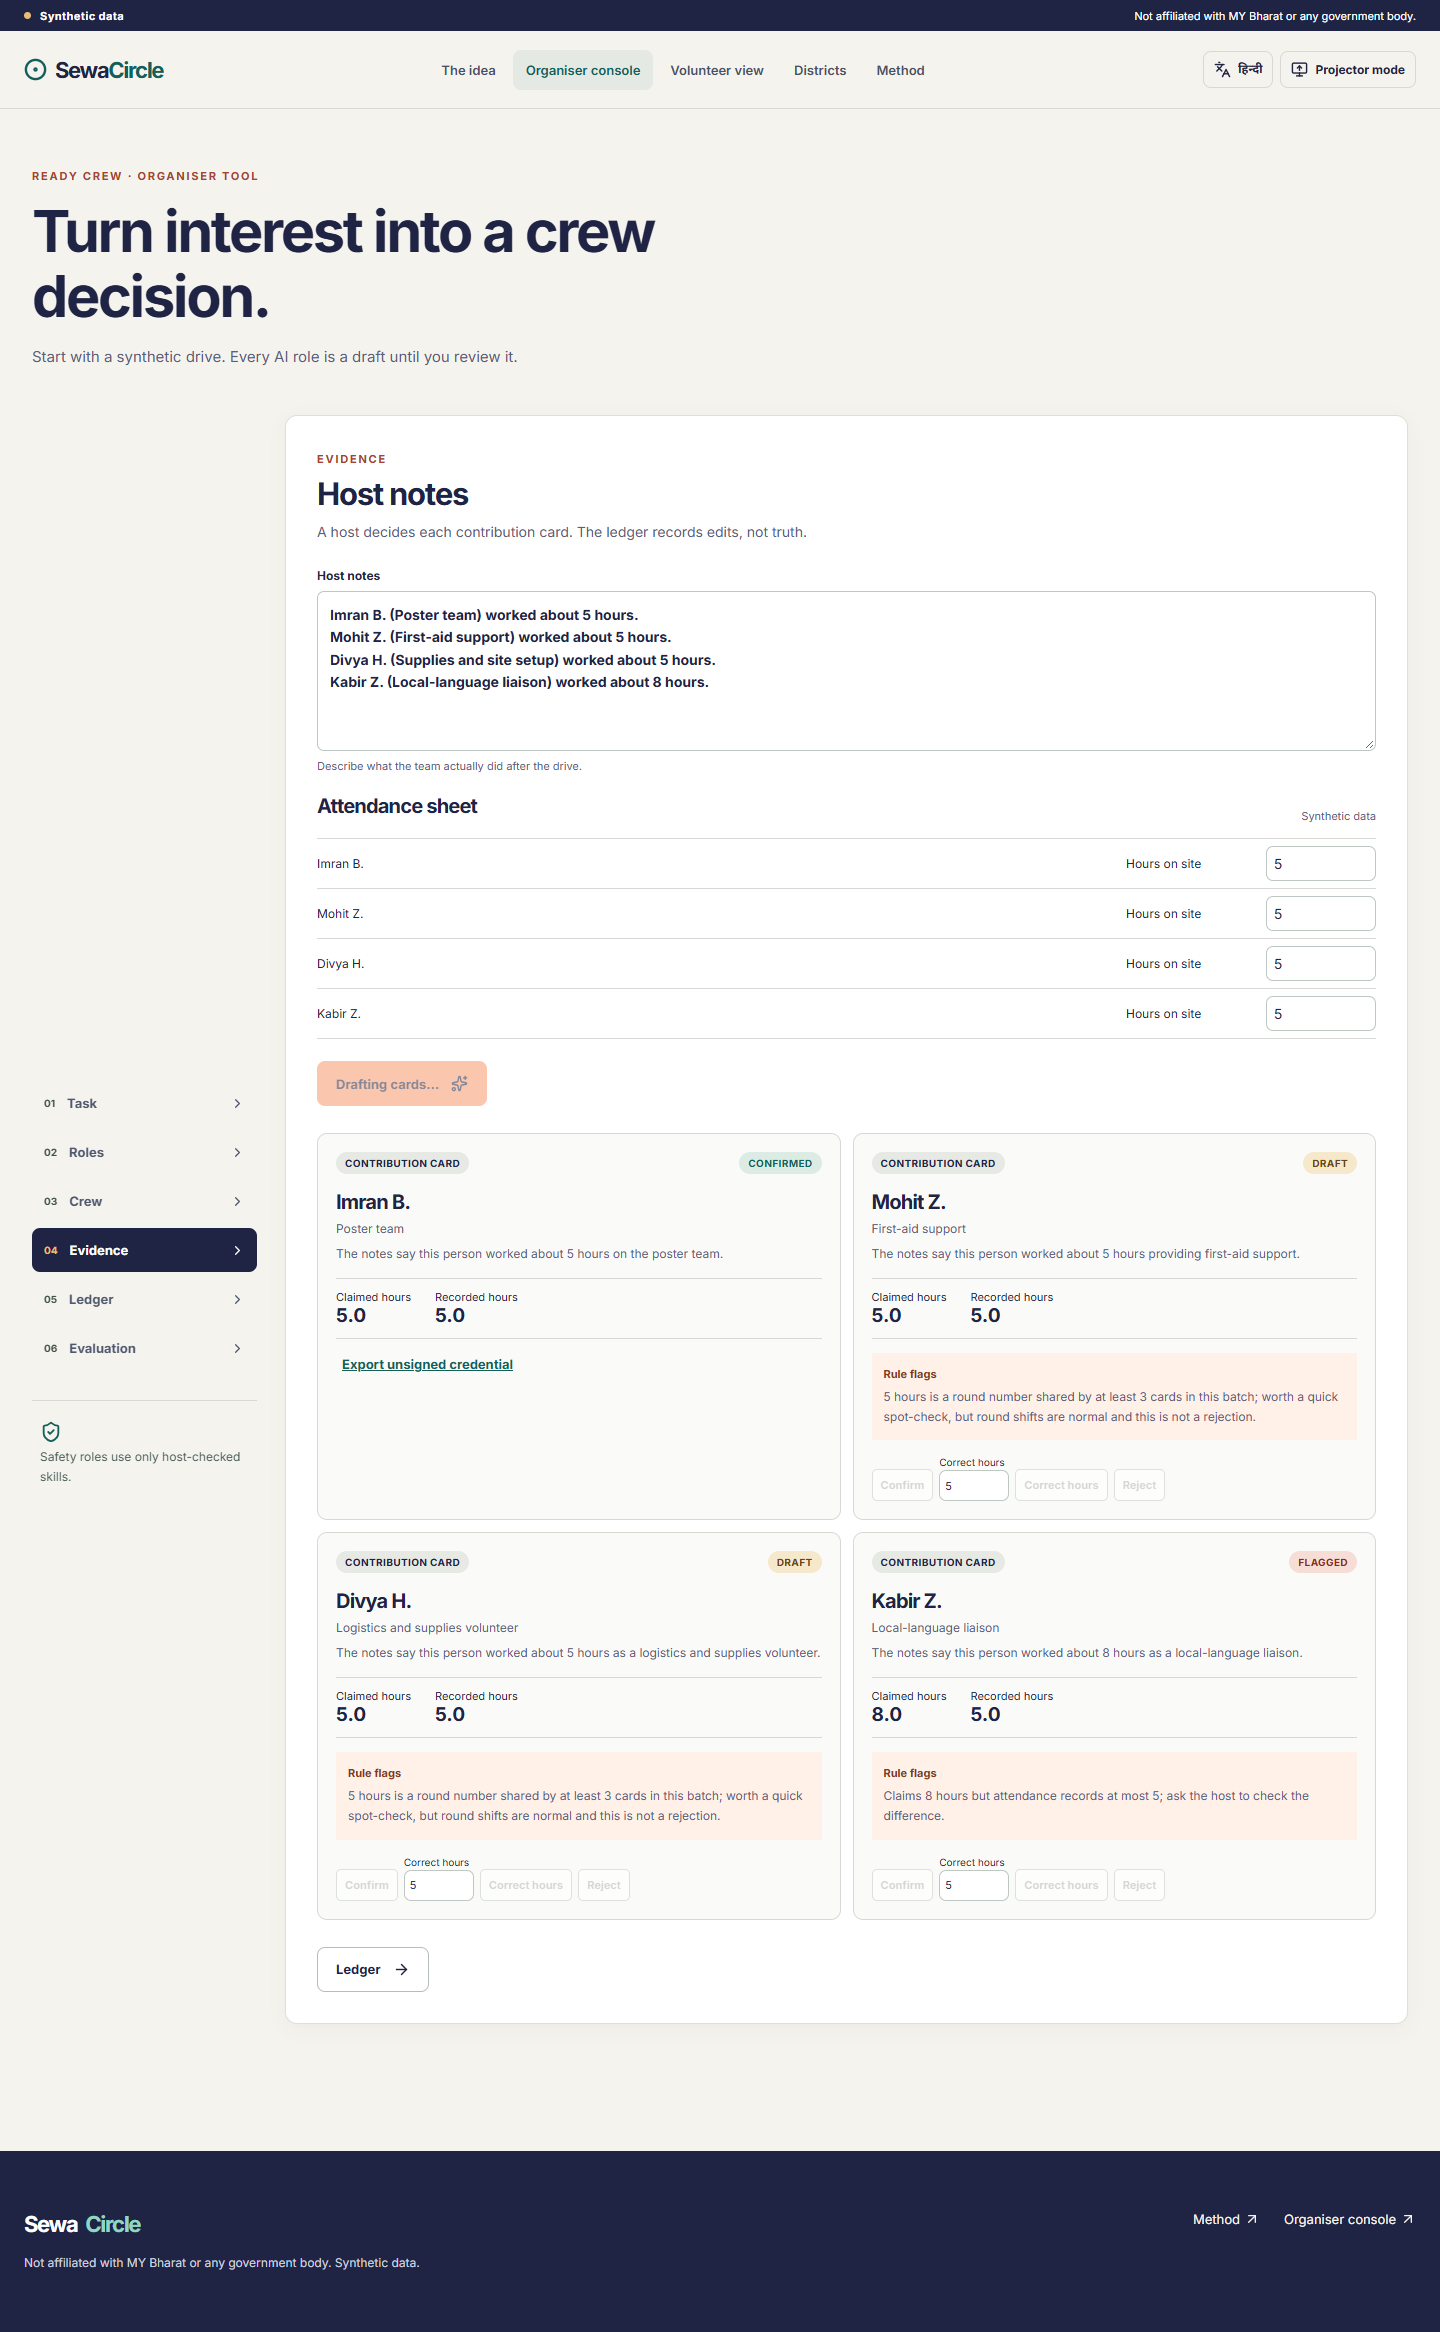 Synthetic data
Not affiliated with MY Bharat or any government body.
SewaCircle
The idea
Organiser console
Volunteer view
Districts
Method
हिन्दी
Projector mode
READY CREW · ORGANISER TOOL
Turn interest into a crew
decision.
Start with a synthetic drive. Every AI role is a draft until you review it.
01 Task
02 Roles
03 Crew
04 Evidence
05 Ledger
06 Evaluation
Safety roles use only host-checked
skills.
EVIDENCE
Host notes
A host decides each contribution card. The ledger records edits, not truth.
Host notes
Imran B. (Poster team) worked about 5 hours.
Mohit Z. (First-aid support) worked about 5 hours.
Divya H. (Supplies and site setup) worked about 5 hours.
Kabir Z. (Local-language liaison) worked about 8 hours.
Describe what the team actually did after the drive.
Attendance sheet
Synthetic data
Imran B. Hours on site 5
Mohit Z. Hours on site 5
Divya H. Hours on site 5
Kabir Z. Hours on site 5
Drafting cards...
CONTRIBUTION CARD CONFIRMED
Imran B.
Poster team
The notes say this person worked about 5 hours on the poster team.
Claimed hours Recorded hours
5.0 5.0
Export unsigned credential
CONTRIBUTION CARD DRAFT
Mohit Z.
First-aid support
The notes say this person worked about 5 hours providing first-aid support.
Claimed hours Recorded hours
5.0 5.0
Rule flags
5 hours is a round number shared by at least 3 cards in this batch; worth a quick
spot-check, but round shifts are normal and this is not a rejection.
Correct hours
Confirm 5 Correct hours Reject
CONTRIBUTION CARD DRAFT
Divya H.
Logistics and supplies volunteer
The notes say this person worked about 5 hours as a logistics and supplies volunteer.
Claimed hours Recorded hours
5.0 5.0
Rule flags
5 hours is a round number shared by at least 3 cards in this batch; worth a quick
spot-check, but round shifts are normal and this is not a rejection.
Correct hours
Confirm 5 Correct hours Reject
CONTRIBUTION CARD FLAGGED
Kabir Z.
Local-language liaison
The notes say this person worked about 8 hours as a local-language liaison.
Claimed hours Recorded hours
8.0 5.0
Rule flags
Claims 8 hours but attendance records at most 5; ask the host to check the
difference.
Correct hours
Confirm 5 Correct hours Reject
Ledger
Sewa Circle
Not affiliated with MY Bharat or any government body. Synthetic data.
Method
Organiser console